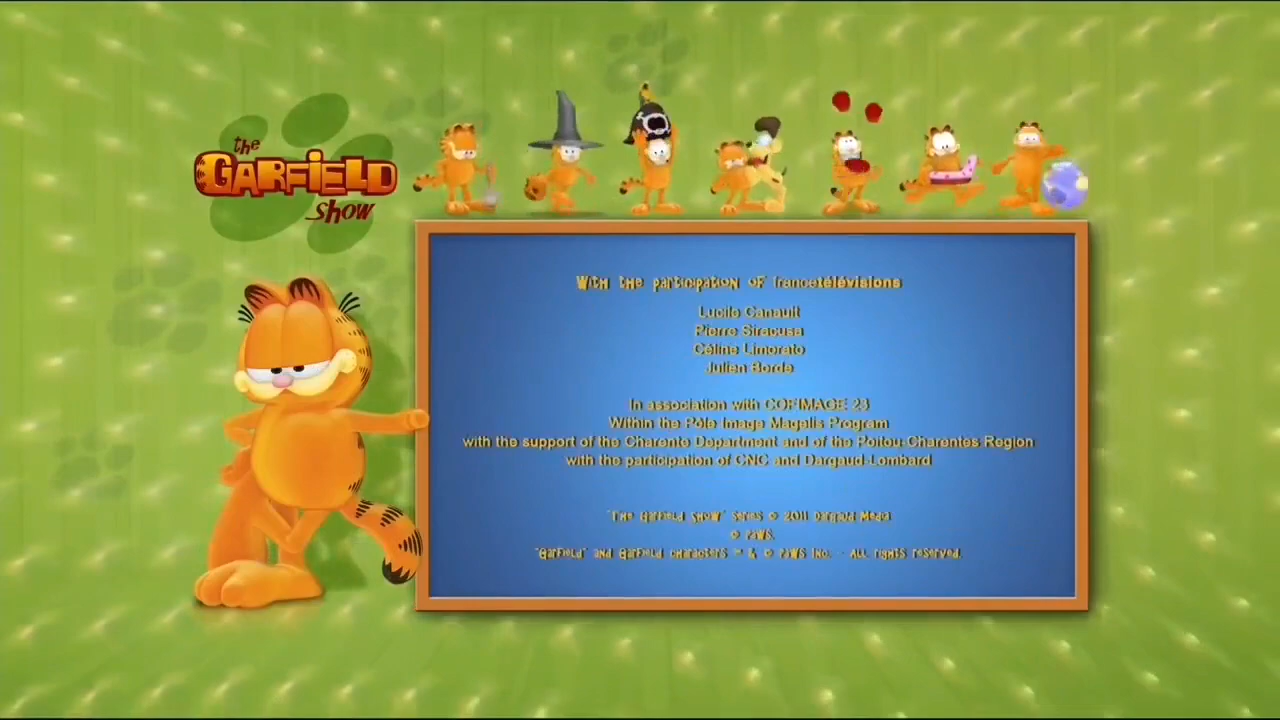 the
GARFIELD
show
With the participation of francetélévisions
Lucile Canault
Pierre Siracusa
Céline Limorato
Julien Borde
In association with COFIMAGE 23
Within the Pôle Image Magelis Program
with the support of the Charente Department and of the Poitou-Charentes Region
with the participation of CNC and Dargaud-Lombard
"The Garfield Show" series © 2011 Dargaud Media
© PAWS.
"Garfield" and Garfield characters ™ & © PAWS Inc. - All rights reserved.